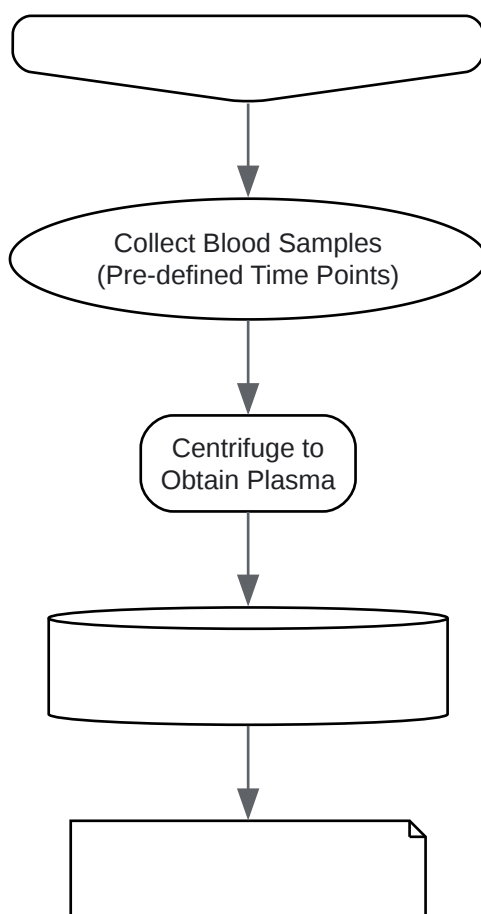 Collect Blood Samples
(Pre-defined Time Points)
Centrifuge to
Obtain Plasma